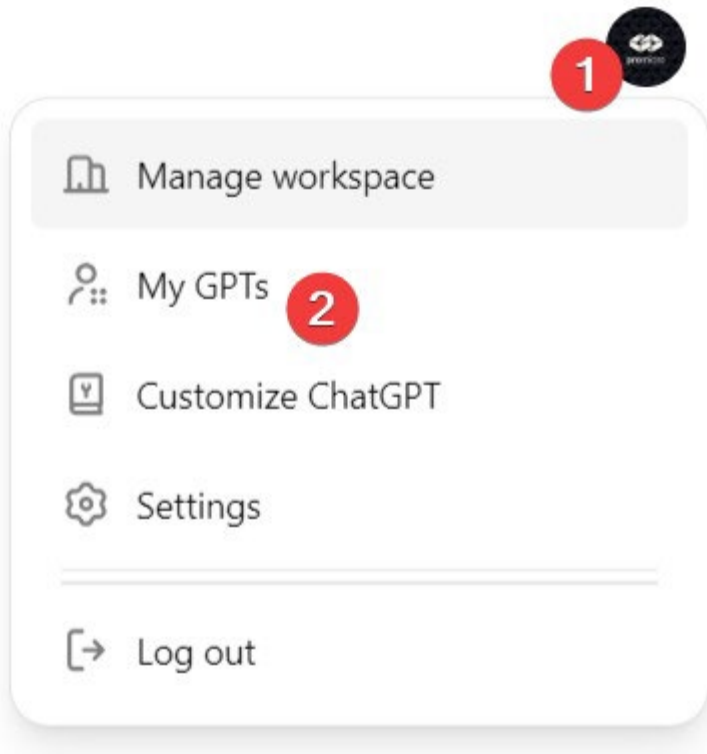 1
Manage workspace
My GPTs
2
Customize ChatGPT
Settings
Log out